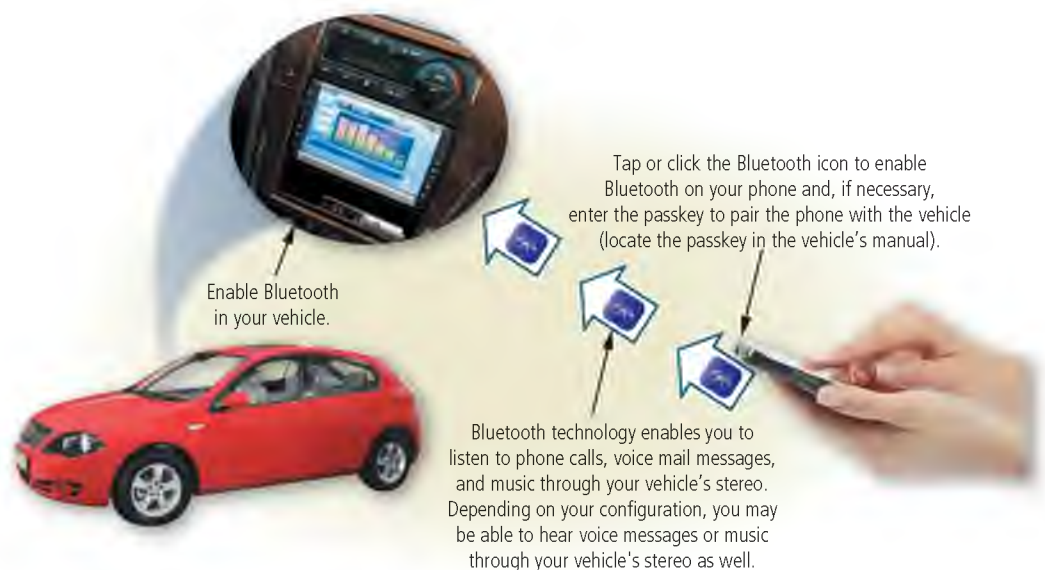 Tap or click the Bluetooth icon to enable
Bluetooth on your phone and, if necessary,
enter the passkey to pair the phone with the vehicle
(locate the passkey in the vehicle's manual).
Enable Bluetooth
in your vehicle.
Bluetooth technology enables you to
listen to phone calls, voice mail messages,
and music through your vehicle's stereo.
Depending on your configuration, you may
be able to hear voice messages or music
through your vehicle's stereo as well.